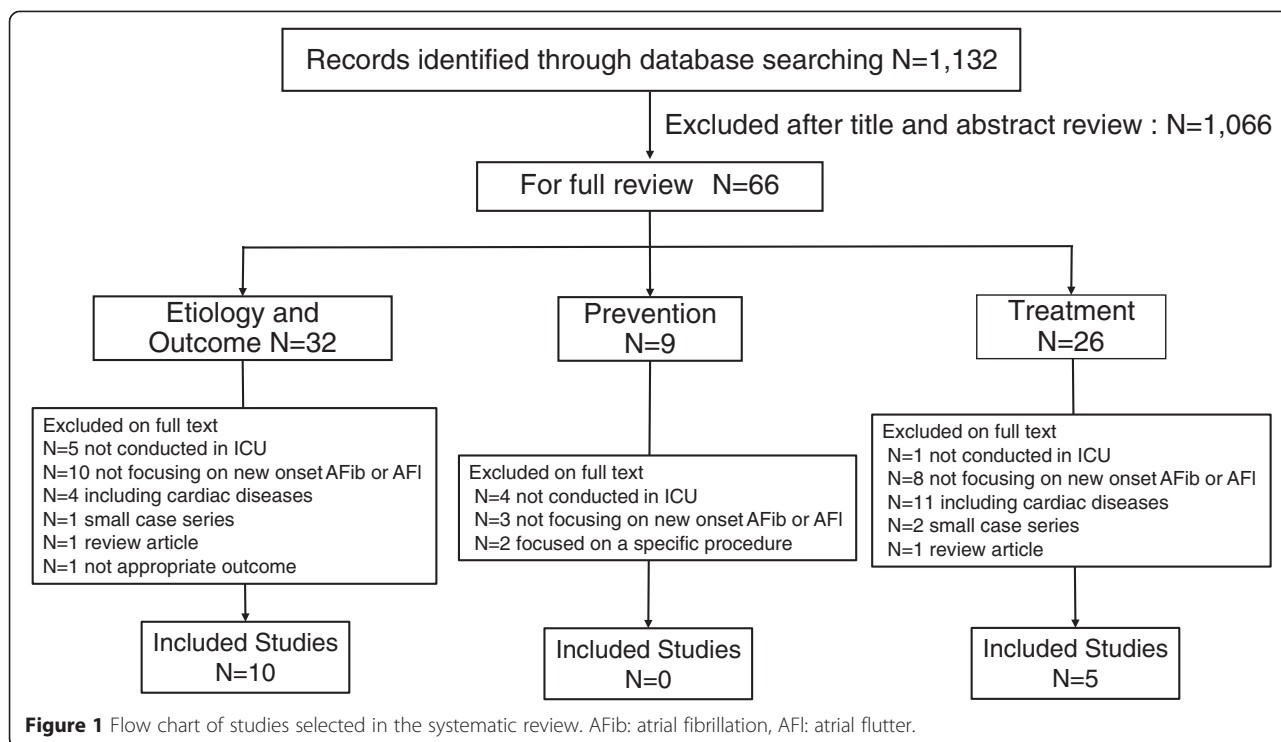 Records identified through database searching N=1,132
Excluded after title and abstract review : N=1,066
For full review N=66
Etiology and
Outcome N=32
Excluded on full text
N=5 not conducted in ICU
N=10 not focusing on new onset AFib or AFl
N=4 including cardiac diseases
N=1 small case series
N=1 review article
N=1 not appropriate outcome
Included Studies
N=10
Prevention
N=9
Excluded on full text
N=4 not conducted in ICU
N=3 not focusing on new onset AFib or AFl
N=2 focused on a specific procedure
Included Studies
N=0
Treatment
N=26
Excluded on full text
N=1 not conducted in ICU
N=8 not focusing on new onset AFib or AFl
N=11 including cardiac diseases
N=2 small case series
N=1 review article
Included Studies
N=5
Figure 1 Flow chart of studies selected in the systematic review. AFib: atrial fibrillation, AFl: atrial flutter.